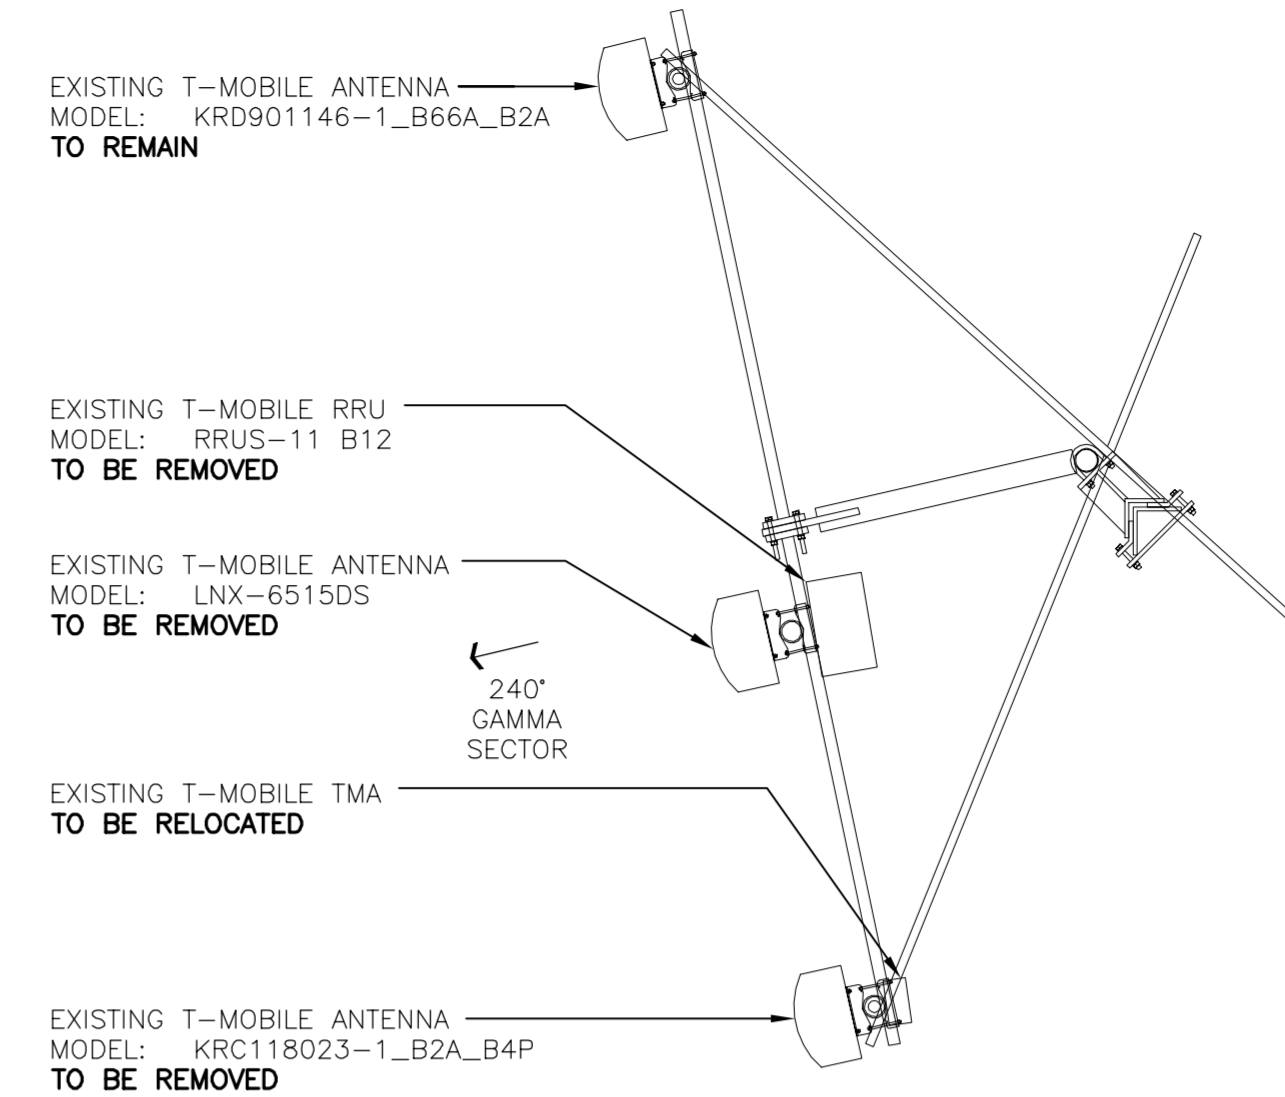 EXISTING T-MOBILE ANTENNA
MODEL: KRD901146-1_B66A_B2A
TO REMAIN
EXISTING T-MOBILE RRU
MODEL: RRUS-11 B12
TO BE REMOVED
EXISTING T-MOBILE ANTENNA
MODEL: LNX-6515DS
TO BE REMOVED
240°
GAMMA
SECTOR
EXISTING T-MOBILE TMA
TO BE RELOCATED
EXISTING T-MOBILE ANTENNA
MODEL: KRC118023-1_B2A_B4P
TO BE REMOVED